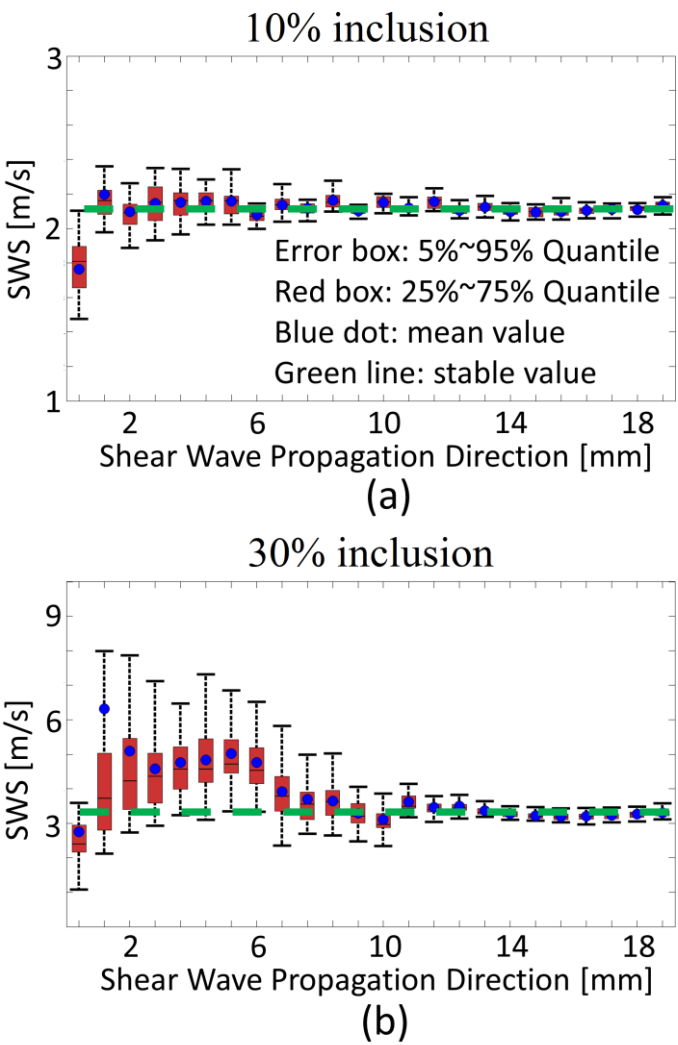 10% inclusion
3
2
1
SWS [m/s]
Error box: 5%~95% Quantile
Red box: 25%~75% Quantile
Blue dot: mean value
Green line: stable value
2 6 10 14 18
Shear Wave Propagation Direction [mm]
(a)
30% inclusion
9
6
3
SWS [m/s]
2 6 10 14 18
Shear Wave Propagation Direction [mm]
(b)